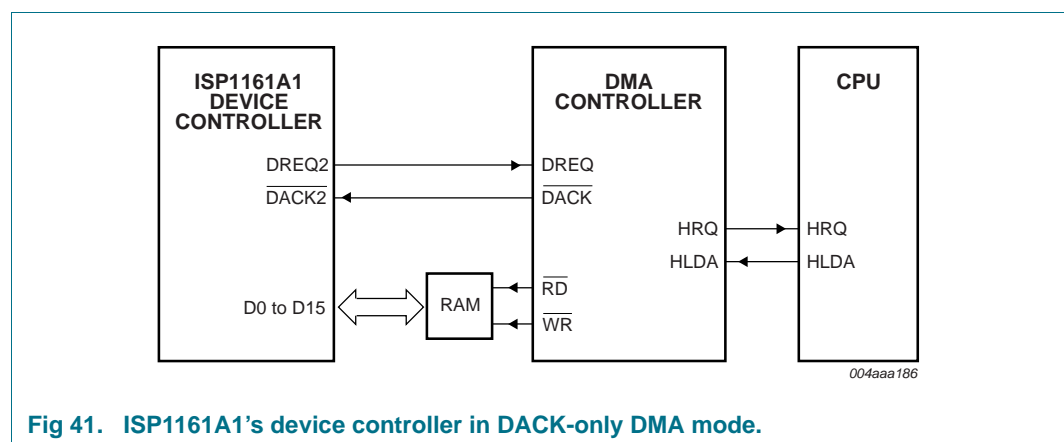 ISP1161A1
DEVICE
CONTROLLER
DMA
CONTROLLER
CPU
DREQ2
DREQ
DACK2
DACK
HRQ
HRQ
HLDA
HLDA
D0 to D15
RAM
RD
WR
004aaa186
Fig 41. ISP1161A1's device controller in DACK-only DMA mode.